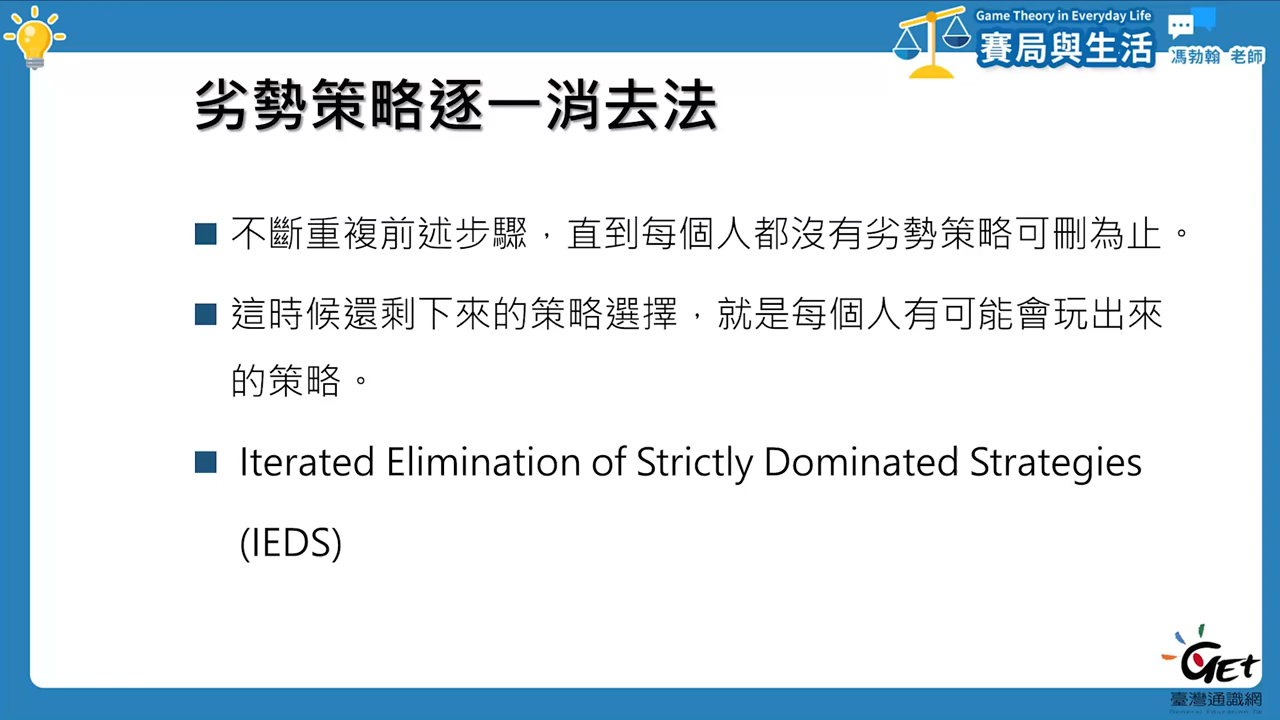 Game Theory in Everyday Life
賽局與生活
馮勃翰 老師
劣勢策略逐一消去法
不斷重複前述步驟，直到每個人都沒有劣勢策略可刪為止。
這時候還剩下來的策略選擇，就是每個人有可能會玩出來
的策略。
Iterated Elimination of Strictly Dominated Strategies
(IEDS)
GET
臺灣通識網